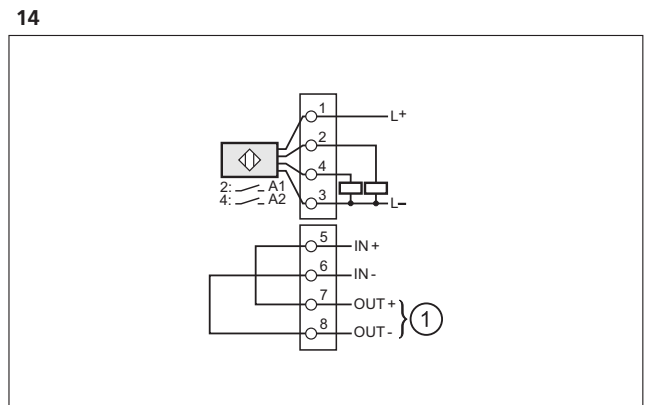 14
1 L+
2
4
3 L–
2: A1
4: A2
5 IN+
6 IN-
7 OUT+
8 OUT-
1